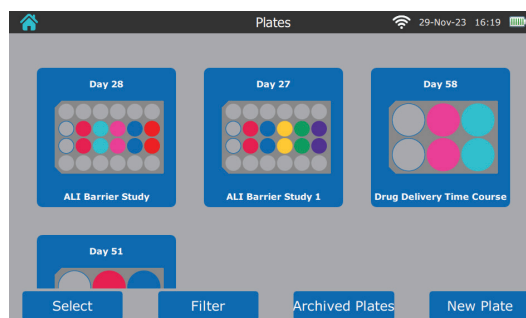 Plates
29-Nov-23 16:19
Day 28
Day 27
Day 58
ALI Barrier Study
ALI Barrier Study 1
Drug Delivery Time Course
Day 51
Select
Filter
Archived Plates
New Plate